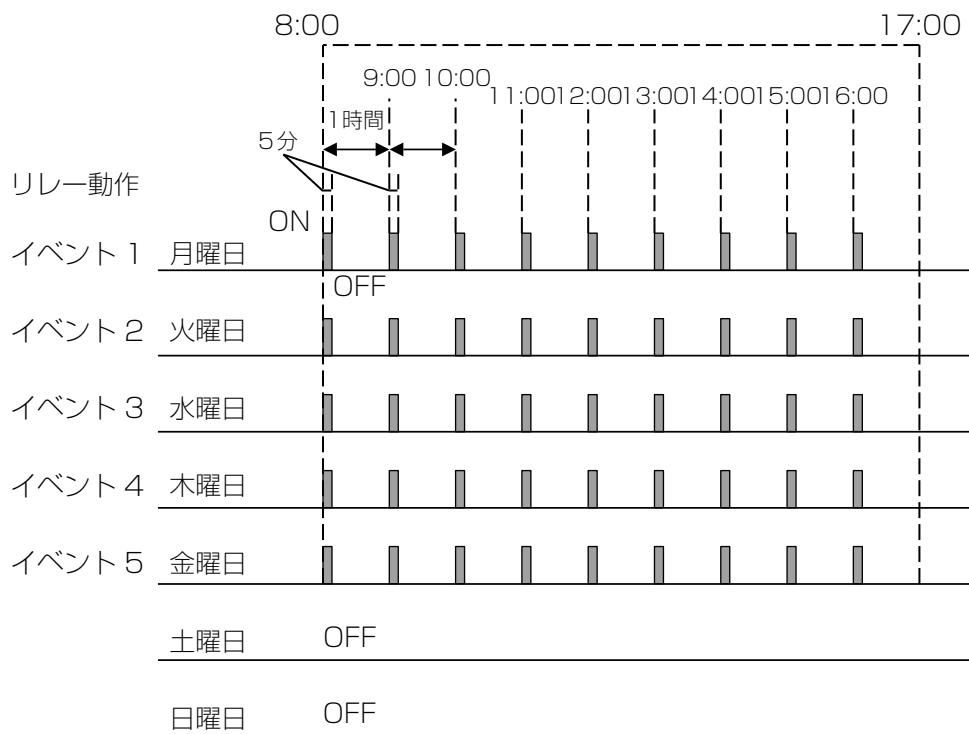 8:00 17:00
9:00 10:00
11:00 12:00 13:00 14:00 15:00 16:00
1時間
5分
リレー動作
ON
イベント1 月曜日
OFF
イベント2 火曜日
イベント3 水曜日
イベント4 木曜日
イベント5 金曜日
土曜日 OFF
日曜日 OFF